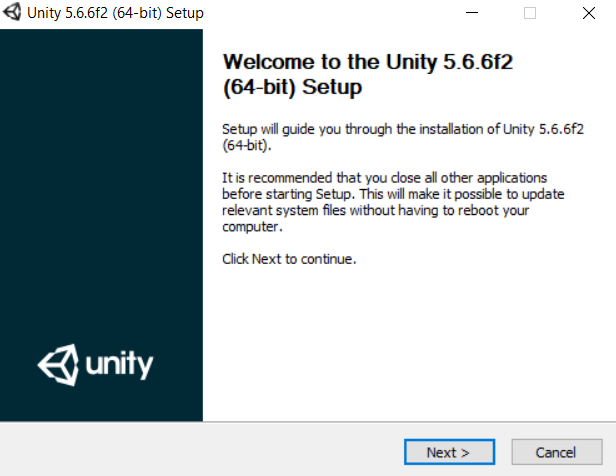 Unity 5.6.6f2 (64-bit) Setup
Welcome to the Unity 5.6.6f2
(64-bit) Setup
Setup will guide you through the installation of Unity 5.6.6f2
(64-bit).
It is recommended that you close all other applications
before starting Setup. This will make it possible to update
relevant system files without having to reboot your
computer.
Click Next to continue.
unity
Next >
Cancel